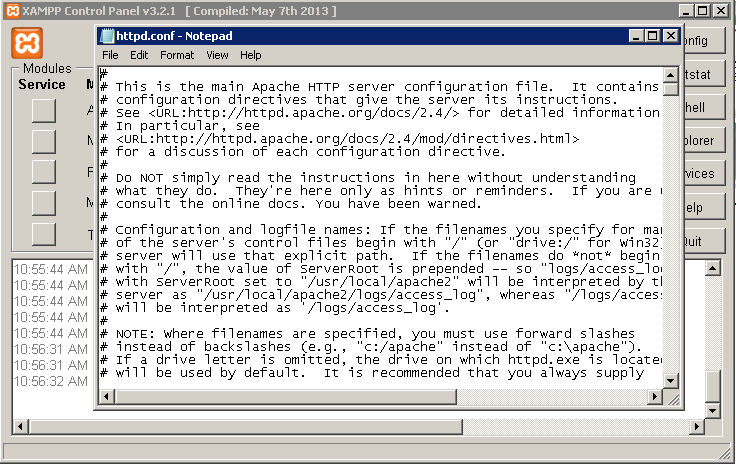 XAMPP Control Panel v3.2.1 [ Compiled: May 7th 2013 ]
httpd.conf - Notepad
File Edit Format View Help
Modules
Service
#
# This is the main Apache HTTP server configuration file.  It contains
# configuration directives that give the server its instructions.
# See <URL:http://httpd.apache.org/docs/2.4/> for detailed information
# In particular, see
# <URL:http://httpd.apache.org/docs/2.4/mod/directives.html>
# for a discussion of each configuration directive.
#
# Do NOT simply read the instructions in here without understanding
# what they do.  They're here only as hints or reminders.  If you are
# consult the online docs. You have been warned.
#
# Configuration and logfile names: If the filenames you specify for
# of the server's control files begin with "/" (or "drive:/" for Win32)
# server will use that explicit path.  If the filenames do *not* begin
# with "/", the value of ServerRoot is prepended -- so "logs/access_log
# with ServerRoot set to "/usr/local/apache2" will be interpreted by
# server as "/usr/local/apache2/logs/access_log", whereas "/logs/access
# will be interpreted as '/logs/access_log'.
#
# NOTE: Where filenames are specified, you must use forward slashes
# instead of backslashes (e.g., "c:/apache" instead of "c:\apache").
# If a drive letter is omitted, the drive on which httpd.exe is located
# will be used by default.  It is recommended that you always supply
nfig
tstat
ell
plorer
vices
elp
Quit
10:55:44 AM
10:55:44 AM
10:55:44 AM
10:55:44 AM
10:55:44 AM
10:56:31 AM
10:56:31 AM
10:56:32 AM